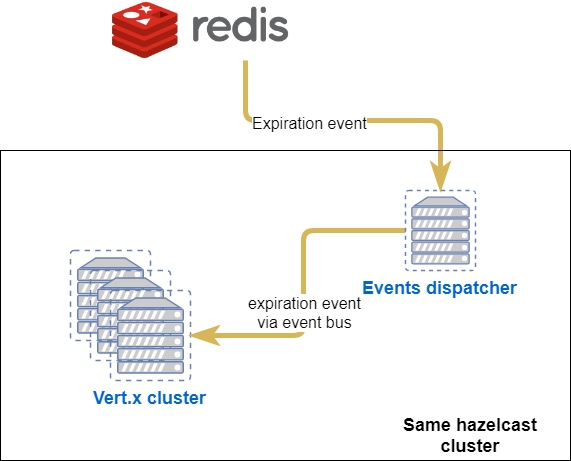 redis
Expiration event
Events dispatcher
expiration event
via event bus
Vert.x cluster
Same hazelcast
cluster